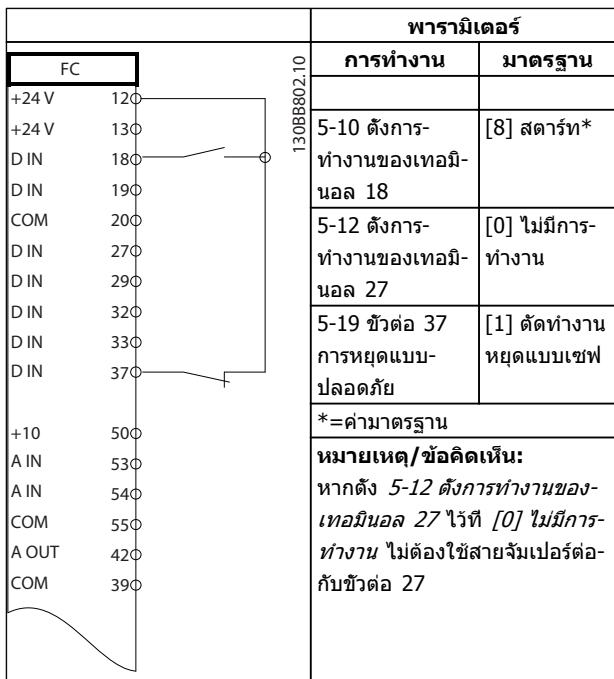 FC
+24 V 12
+24 V 13
D IN 18
D IN 19
COM 20
D IN 27
D IN 29
D IN 32
D IN 33
D IN 37
+10 50
A IN 53
A IN 54
COM 55
A OUT 42
COM 39
130BB802.10
พารามิเตอร์
การทำงาน มาตรฐาน
5-10 ตั้งการ- [8] สตาร์ท*
ทำงานของเทอมิ-
นอล 18
5-12 ตั้งการ- [0] ไม่มีการ-
ทำงานของเทอมิ- ทำงาน
นอล 27
5-19 ขั้วต่อ 37 [1] ตัดทำงาน
การหยุดแบบ- หยุดแบบเซฟ
ปลอดภัย
*=ค่ามาตรฐาน
หมายเหตุ/ข้อคิดเห็น:
หากตั้ง 5-12 ตั้งการทำงานของ-
เทอมินอล 27 ไว้ที่ [0] ไม่มีการ-
ทำงาน ไม่ต้องใช้สายจัมเปอร์ต่อ-
กับขั้วต่อ 27